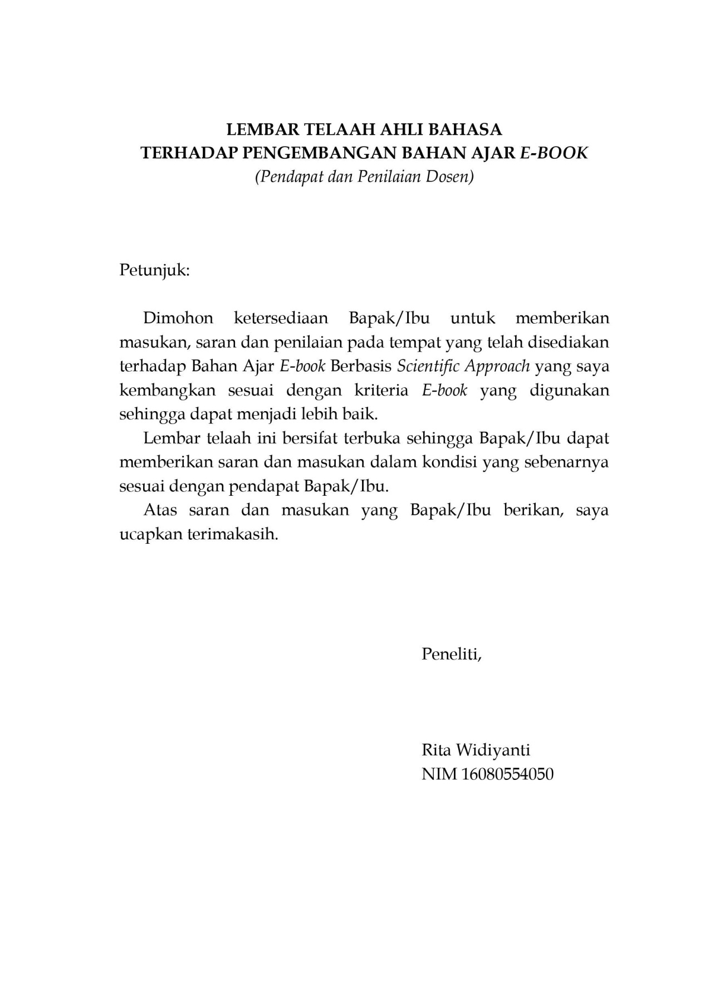 LEMBAR TELAAH AHLI BAHASA
TERHADAP PENGEMBANGAN BAHAN AJAR E-BOOK
(Pendapat dan Penilaian Dosen)
Petunjuk:
Dimohon ketersediaan Bapak/Ibu untuk memberikan
masukan, saran dan penilaian pada tempat yang telah disediakan
terhadap Bahan Ajar E-book Berbasis Scientific Approach yang saya
kembangkan sesuai dengan kriteria E-book yang digunakan
sehingga dapat menjadi lebih baik.
Lembar telaah ini bersifat terbuka sehingga Bapak/Ibu dapat
memberikan saran dan masukan dalam kondisi yang sebenarnya
sesuai dengan pendapat Bapak/Ibu.
Atas saran dan masukan yang Bapak/Ibu berikan, saya
ucapkan terimakasih.
Peneliti,
Rita Widiyanti
NIM 16080554050